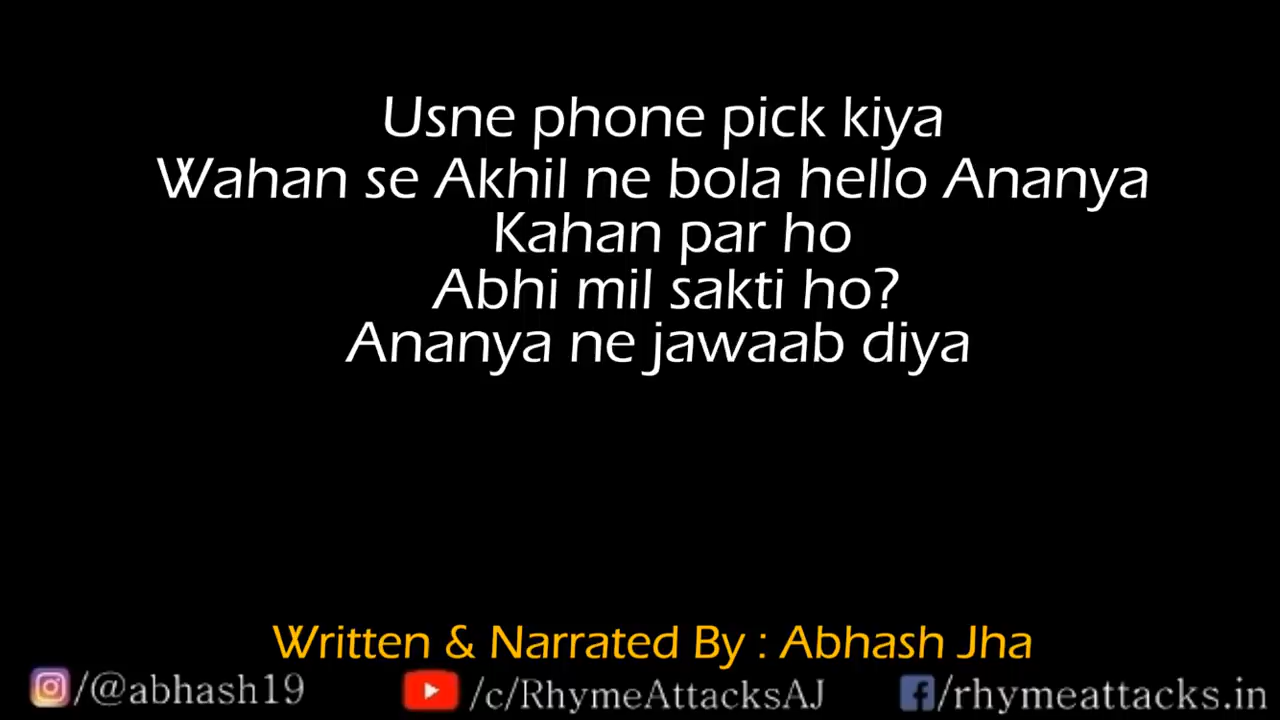 Usne phone pick kiya
Wahan se Akhil ne bola hello Ananya
Kahan par ho
Abhi mil sakti ho?
Ananya ne jawaab diya
Written & Narrated By : Abhash Jha
/@abhash19 /c/RhymeAttacksAJ /rhymeattacks.in